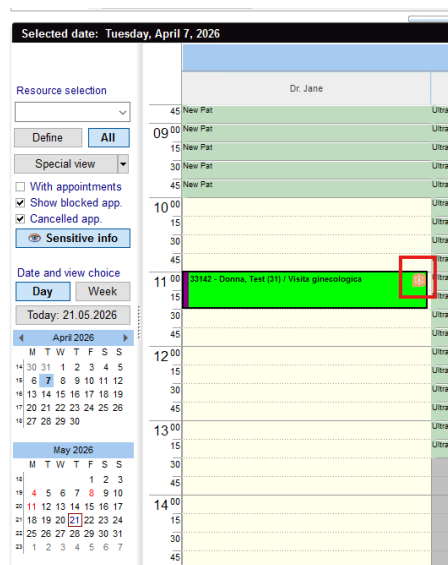 Selected date: Tuesday, April 7, 2026
Resource selection
Define
All
Special view
With appointments
Show blocked app.
Cancelled app.
Sensitive info
Date and view choice
Day
Week
Today: 21.05.2026
April 2026
M T W T F S S
14 30 31 1 2 3 4 5
15 6 7 8 9 10 11 12
16 13 14 15 16 17 18 19
17 20 21 22 23 24 25 26
18 27 28 29 30
May 2026
M T W T F S S
18 1 2 3
19 4 5 6 7 8 9 10
20 11 12 13 14 15 16 17
21 18 19 20 21 22 23 24
22 25 26 27 28 29 30 31
23 1 2 3 4 5 6 7
Dr. Jane
45 New Pat Ultra
09 00 New Pat Ultra
15 New Pat Ultra
30 New Pat Ultra
45 New Pat Ultra
10 00 Ultra
15 Ultra
30 Ultra
45 Ultra
11 00 33142 - Donna, Test (31) / Visita ginecologica Ultra
15 Ultra
30 Ultra
45 Ultra
12 00 Ultra
15 Ultra
30 Ultra
45 Ultra
13 00 Ultra
15 Ultra
30
45
14 00
15
30
45